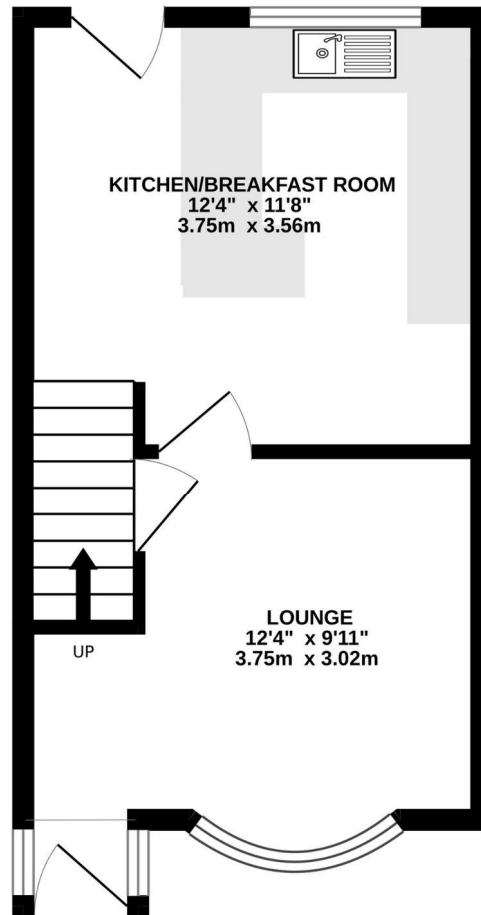 KITCHEN/BREAKFAST ROOM
12'4" x 11'8"
3.75m x 3.56m
LOUNGE
12'4" x 9'11"
3.75m x 3.02m
UP